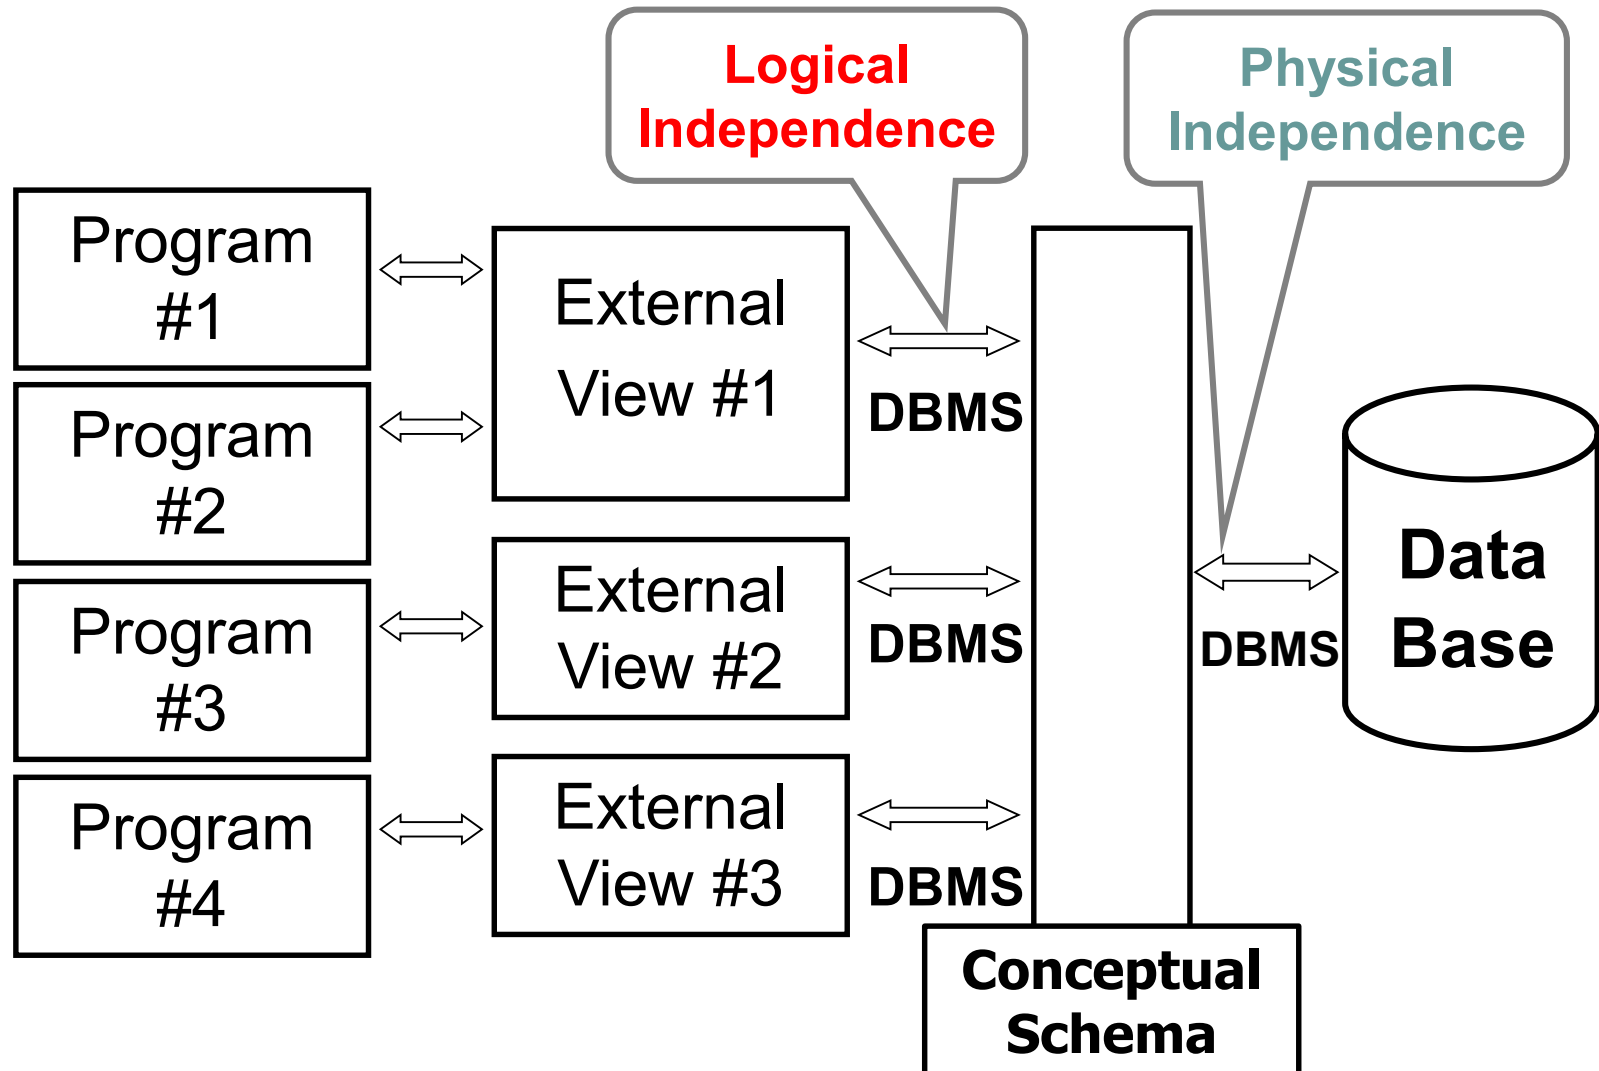 Logical
Independence
Physical
Independence
Program
#1
Program
#2
Program
#3
Program
#4
External
View #1
External
View #2
External
View #3
DBMS
DBMS
DBMS
Conceptual
Schema
DBMS
Data
Base